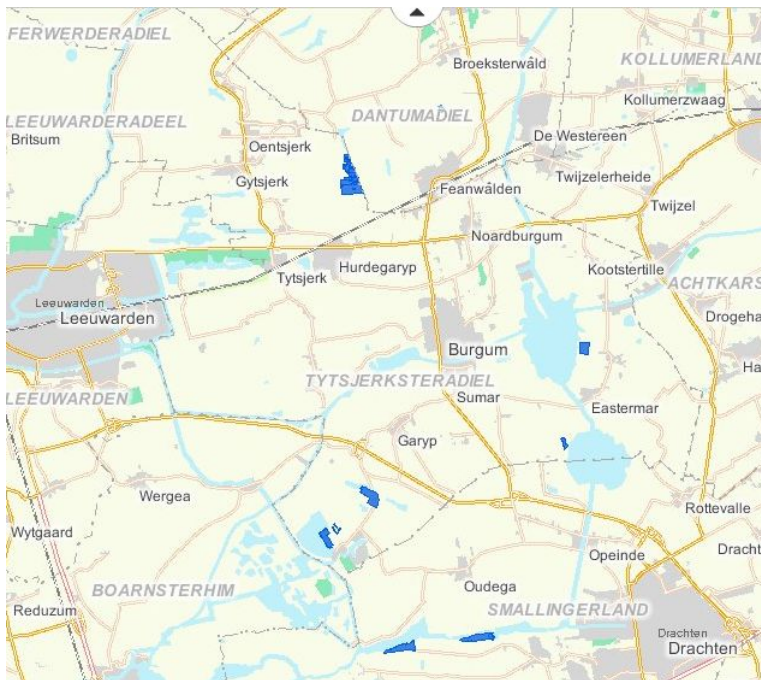 FERWERDERADIEL
Broeksterwâld
KOLLUMERLAND
Kollumerzwaag
LEEUWARDERADEEL
DANTUMADIEL
Britsum
De Westereen
Oentsjerk
Gytsjerk
Feanwâlden
Twijzelerheide
Twijzel
Noardburgum
Tytsjerk
Hurdegaryp
Kootstertille
ACHTKARS
Leeuwarden
Leeuwarden
Drogeha
Burgum
Ha
TYTSJERKSTERADIEL
LEEUWARDEN
Sumar
Eastermar
Garyp
Wergea
Rottevalle
Wytgaard
Opeinde
Dracht
BOARNSTERHIM
Oudega
Reduzum
SMALLINGERLAND
Drachten
Drachten